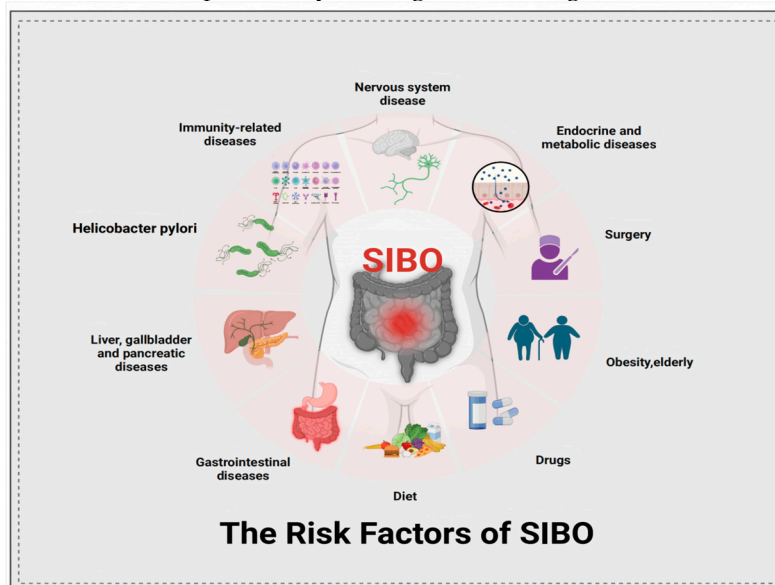 Nervous system
disease
Immunity-related
diseases
Endocrine and
metabolic diseases
Helicobacter pylori
Surgery
SIBO
Liver, gallbladder
and pancreatic
diseases
Obesity,elderly
Gastrointestinal
diseases
Drugs
Diet
The Risk Factors of SIBO